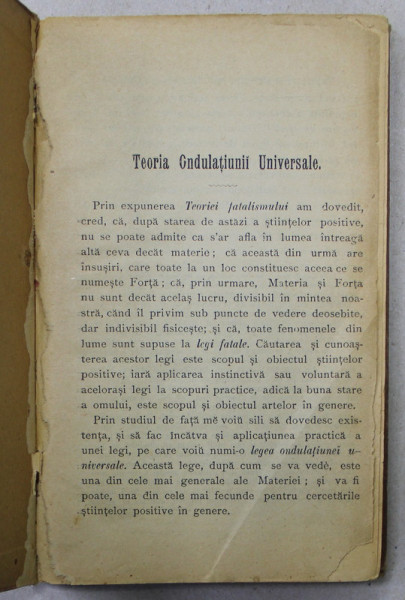 Teoria Ondulațiunii Universale.
Prin expunerea Teoriei fatalismului am dovedit,
cred, că, după starea de astăzi a științelor positive,
nu se poate admite ca s'ar afla în lumea întreagă
altă ceva decât materie; că această din urmă are
însușiri, care toate la un loc constituesc aceea ce se
numește Forță; că, prin urmare, Materia și Forța
nu sunt decât acelaș lucru, divisibil în mintea noa-
stră, când îl privim sub puncte de vedere deosebite,
dar indivisibil fisicește; și că, toate fenomenele din
lume sunt supuse la legi fatale. Căutarea și cunoaș-
terea acestor legi este scopul și obiectul științelor
positive; iară aplicarea instinctivă sau voluntară a
acelorași legi la scopuri practice, adică la buna stare
a omului, este scopul și obiectul artelor în genere.
Prin studiul de față mĕ voiŭ sili să dovedesc exis-
tența, și să fac încâtva și aplicațiunea practică a
unei legi, pe care voiŭ numi-o legea ondulațiunei u-
niversale. Această lege, după cum se va vedè, este
una din cele mai generale ale Materiei; și va fi
poate, una din cele mai fecunde pentru cercetările
științelor positive în genere.